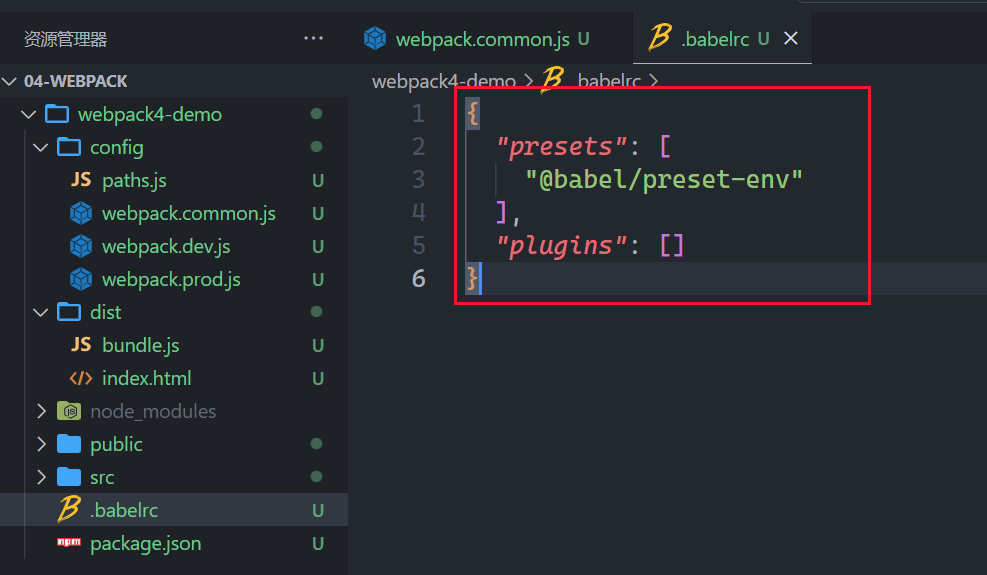 资源管理器 ···
webpack.common.js U
.babelrc U
04-WEBPACK
webpack4-demo > .babelrc >
webpack4-demo
config
JS paths.js U
webpack.common.js U
webpack.dev.js U
webpack.prod.js U
dist
JS bundle.js U
</> index.html U
node_modules
public
src
.babelrc U
npm package.json U
1 {
2 "presets": [
3 "@babel/preset-env"
4 ],
5 "plugins": []
6 }